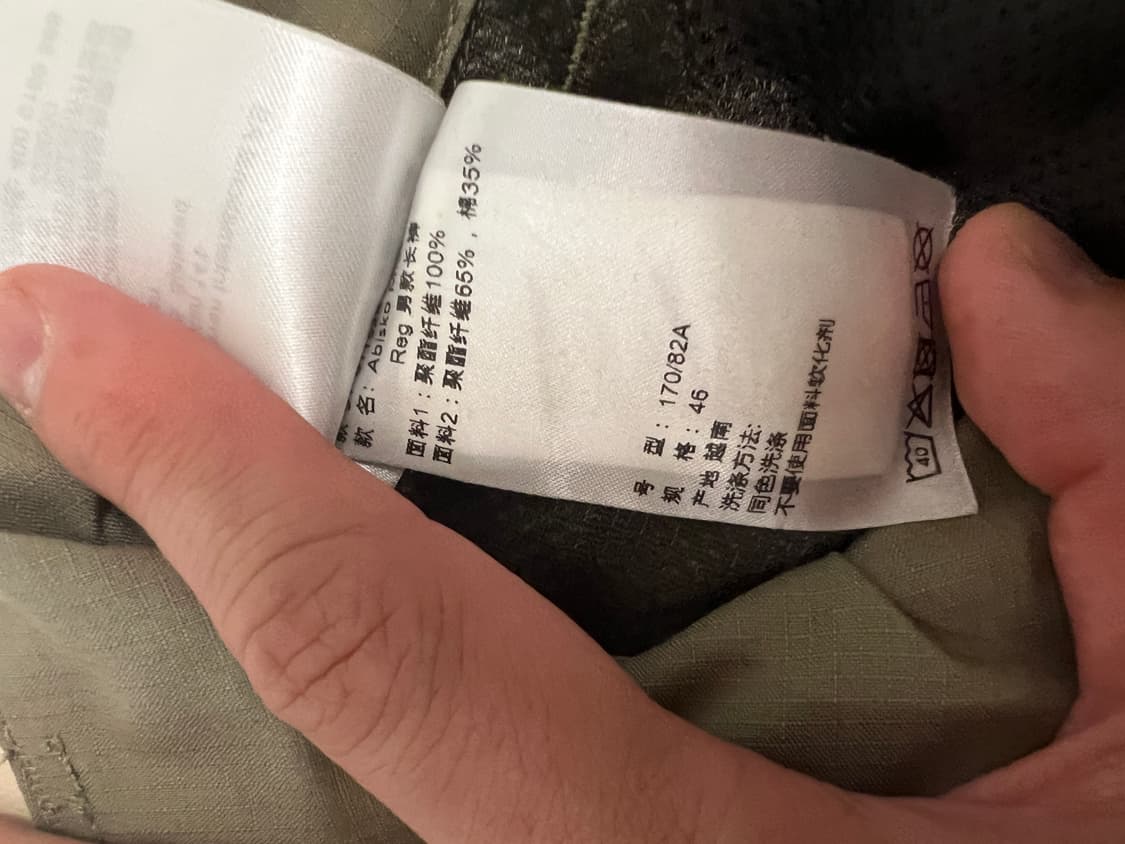 款 名: Abisko
Reg 男款长裤
面料1：聚酯纤维100%
面料2：聚酯纤维65%，棉35%
号 型: 170/82A
规 格: 46
产地 越南
洗涤方法:
同色洗涤
不要使用面料软化剂
40